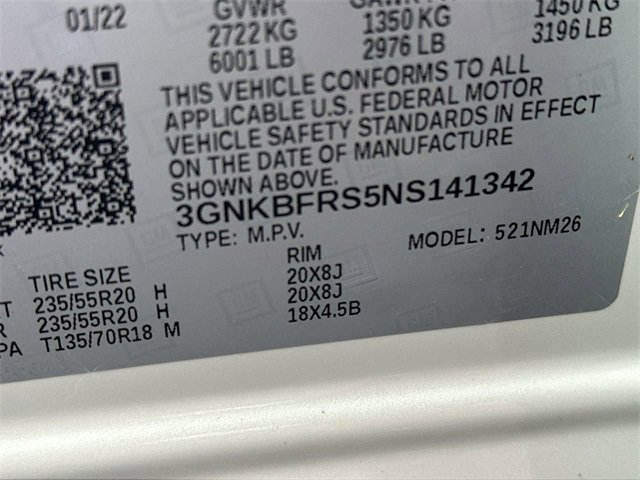 01/22
GVWR
2722 KG
6001 LB
1350 KG
2976 LB
1450 KG
3196 LB
THIS VEHICLE CONFORMS TO ALL
APPLICABLE U.S. FEDERAL MOTOR
VEHICLE SAFETY STANDARDS IN EFFECT
ON THE DATE OF MANUFACTURE
SHOWN ABOVE.
3GNKBFRS5NS141342
TYPE: M.P.V.
MODEL: 521NM26
TIRE SIZE
RIM
235/55R20 H
20X8J
235/55R20 H
20X8J
T135/70R18 M
18X4.5B